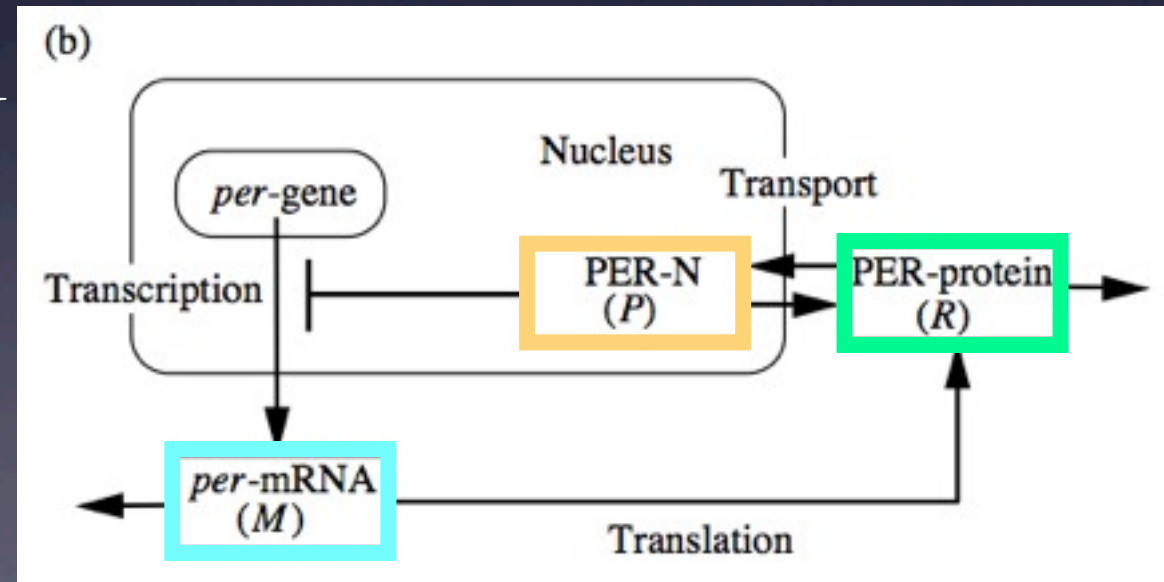 (b)
Nucleus
Transport
per-gene
Transcription
PER-N
(P)
PER-protein
(R)
per-mRNA
(M)
Translation